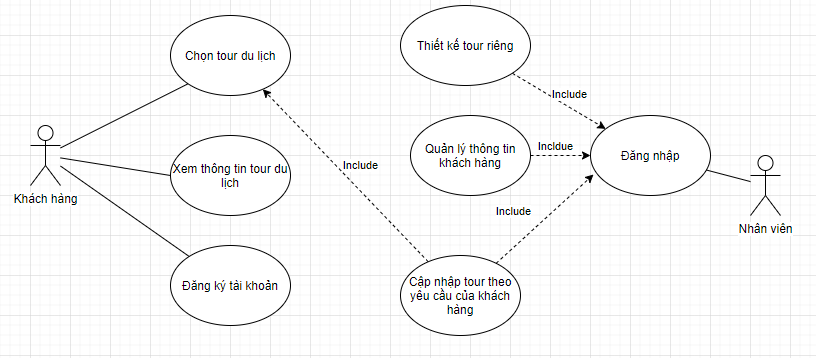 Thiết kế tour riêng
Chọn tour du lịch
Include
Quản lý thông tin
khách hàng
Incldue
Đăng nhập
Include
Xem thông tin tour du
lịch
Khách hàng
Include
Nhân viên
Đăng ký tài khoản
Cập nhập tour theo
yêu cầu của khách
hàng